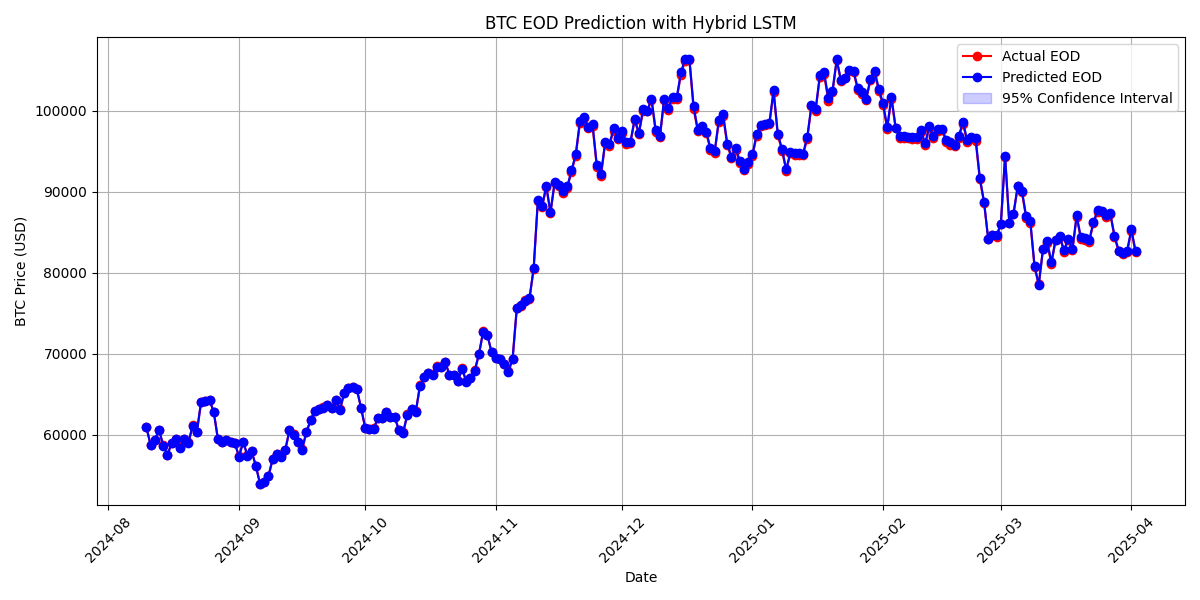 BTC EOD Prediction with Hybrid LSTM
Actual EOD
Predicted EOD
95% Confidence Interval
BTC Price (USD)
100000
90000
80000
70000
60000
2024-08
2024-09
2024-10
2024-11
2024-12
2025-01
2025-02
2025-03
2025-04
Date